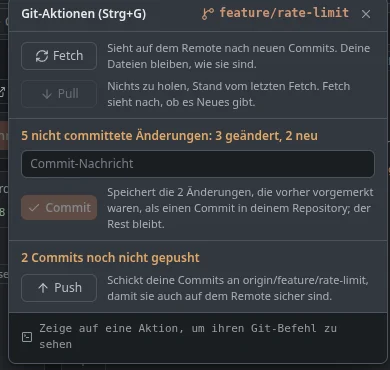 Git-Aktionen (Strg+G) feature/rate-limit
Fetch
Sieht auf dem Remote nach neuen Commits. Deine
Dateien bleiben, wie sie sind.
Pull
Nichts zu holen, Stand vom letzten Fetch. Fetch
sieht nach, ob es Neues gibt.
5 nicht committete Änderungen: 3 geändert, 2 neu
Commit-Nachricht
Commit
Speichert die 2 Änderungen, die vorher vorgemerkt
waren, als einen Commit in deinem Repository; der
Rest bleibt.
2 Commits noch nicht gepusht
Push
Schickt deine Commits an origin/feature/rate-limit,
damit sie auch auf dem Remote sicher sind.
Zeige auf eine Aktion, um ihren Git-Befehl zu
sehen